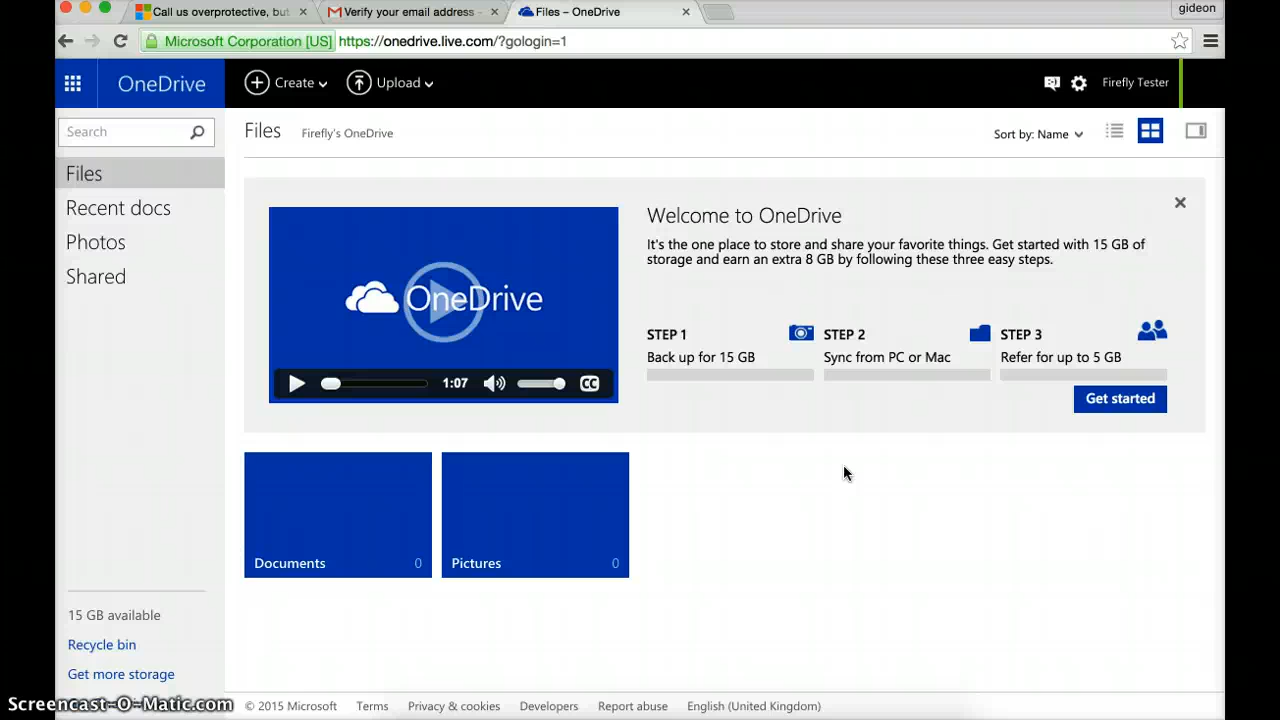 Call us overprotective, but
Verify your email address -
Files – OneDrive
gideon
Microsoft Corporation [US]
https://onedrive.live.com/?gologin=1
OneDrive
Create
Upload
Firefly Tester
Search
Files
Firefly's OneDrive
Sort by: Name
Files
Recent docs
Photos
Shared
OneDrive
1:07
CC
Welcome to OneDrive
It's the one place to store and share your favorite things. Get started with 15 GB of
storage and earn an extra 8 GB by following these three easy steps.
STEP 1
Back up for 15 GB
STEP 2
Sync from PC or Mac
STEP 3
Refer for up to 5 GB
Get started
Documents 0
Pictures 0
15 GB available
Recycle bin
Get more storage
Screencast-O-Matic.com
© 2015 Microsoft
Terms
Privacy & cookies
Developers
Report abuse
English (United Kingdom)